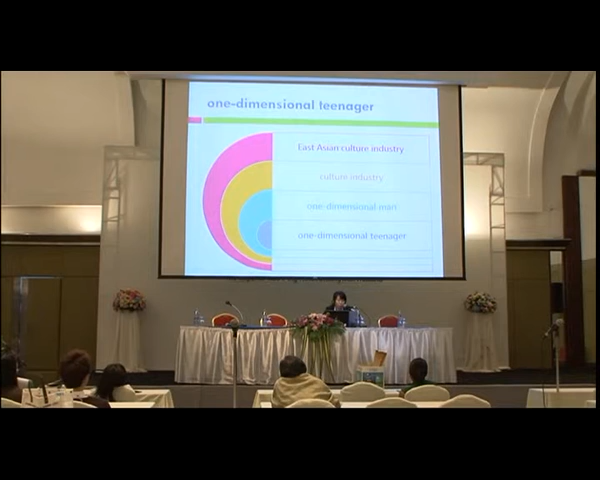 one-dimensional teenager
East Asian culture industry
culture industry
one-dimensional man
one-dimensional teenager